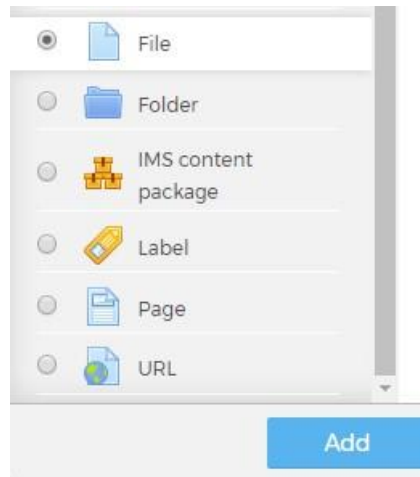 File
Folder
IMS content
package
Label
Page
URL
Add